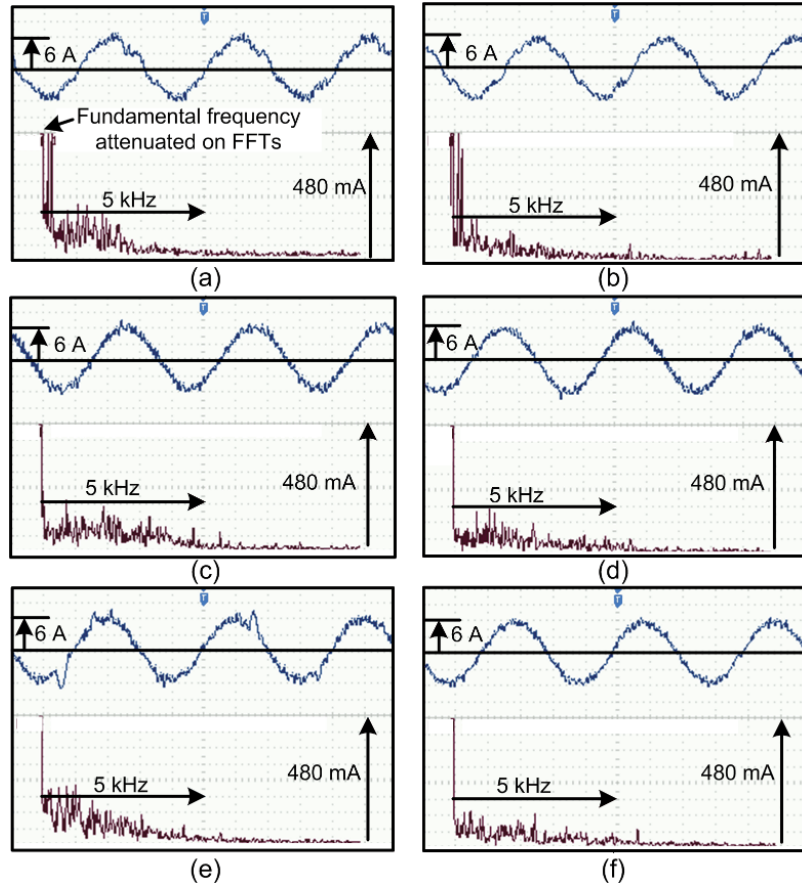 T
6 A
Fundamental frequency
attenuated on FFTs
5 kHz
480 mA
(a)
T
6 A
5 kHz
480 mA
(b)
T
6 A
5 kHz
480 mA
(c)
T
6 A
5 kHz
480 mA
(d)
T
6 A
5 kHz
480 mA
(e)
T
6 A
5 kHz
480 mA
(f)